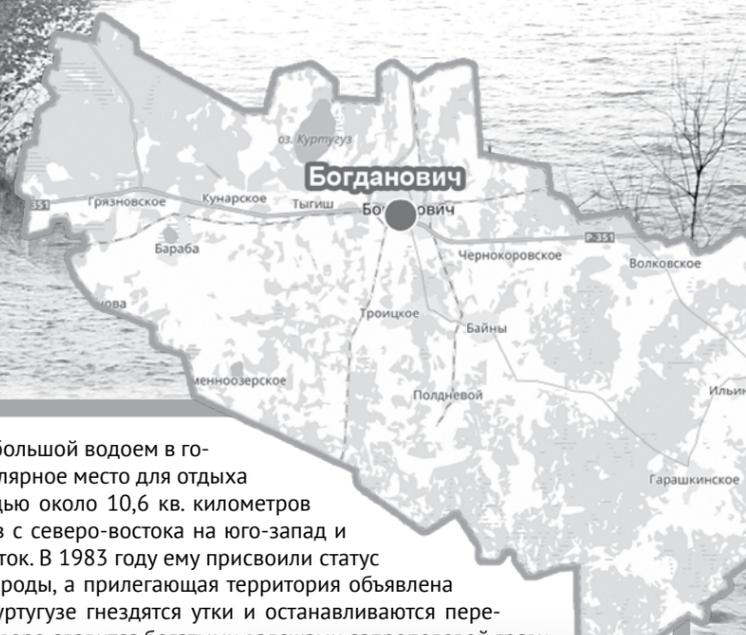 оз. Куртугуз
Богданович
351
Грязновское
Кунарское
Тыгиш
Бараба
Чернокоровское
Р-351
Волковское
Троицкое
Байны
Полдневой
Гарашкинское
большой водоем в го-
лярное место для отдыха
дью около 10,6 кв. километров
в с северо-востока на юго-запад и
ток. В 1983 году ему присвоили статус
роды, а прилегающая территория объявлена
уртугузе гнездятся утки и останавливаются пере-